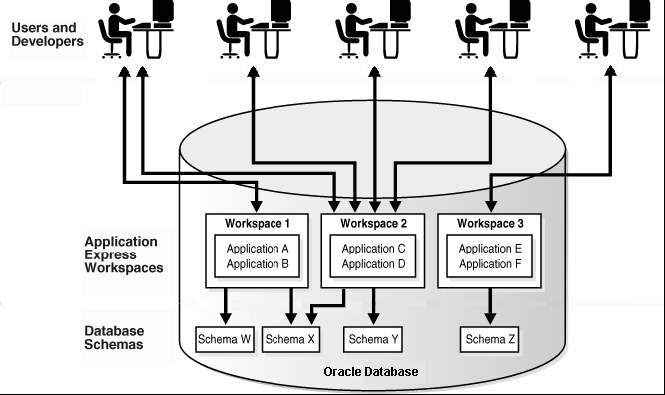 Users and
Developers
Workspace 1
Application A
Application B
Workspace 2
Application C
Application D
Workspace 3
Application E
Application F
Application
Express
Workspaces
Database
Schemas
Schema W
Schema X
Schema Y
Schema Z
Oracle Database